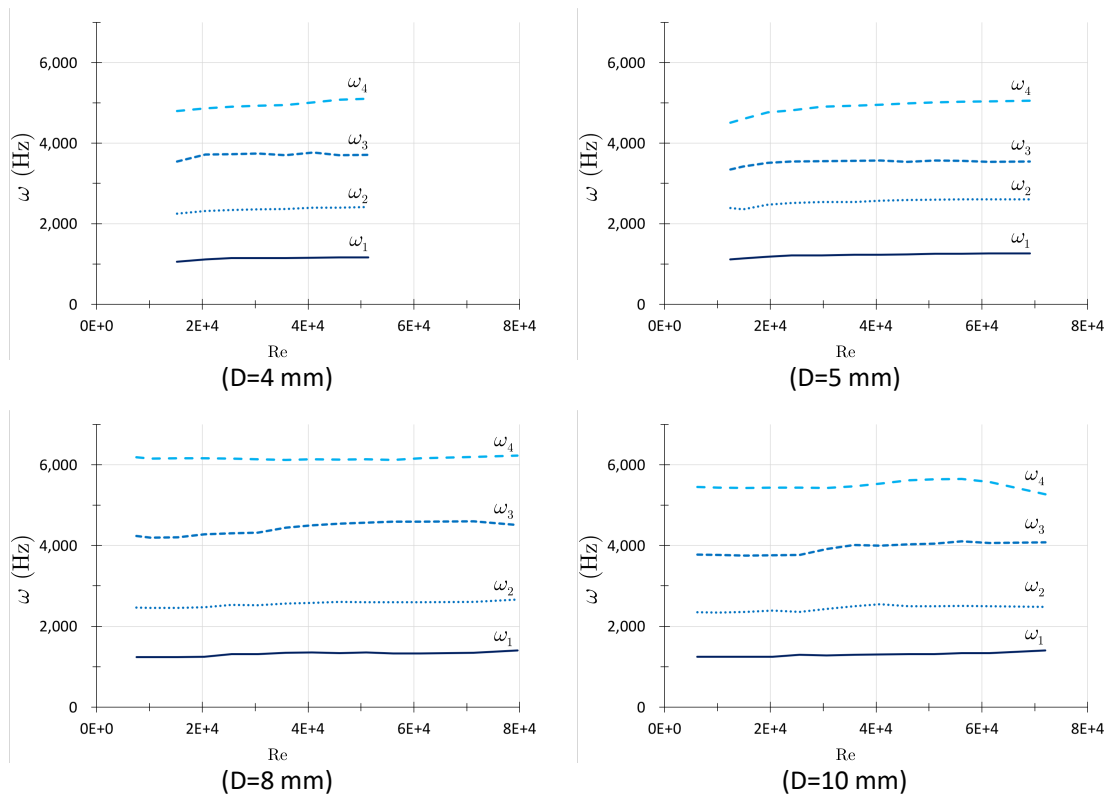 6,000
4,000
2,000
0
ω (Hz)
ω₄
ω₃
ω₂
ω₁
0E+0 2E+4 4E+4 6E+4 8E+4
Re
(D=4 mm)
6,000
4,000
2,000
0
ω (Hz)
ω₄
ω₃
ω₂
ω₁
0E+0 2E+4 4E+4 6E+4 8E+4
Re
(D=5 mm)
6,000
4,000
2,000
0
ω (Hz)
ω₄
ω₃
ω₂
ω₁
0E+0 2E+4 4E+4 6E+4 8E+4
Re
(D=8 mm)
6,000
4,000
2,000
0
ω (Hz)
ω₄
ω₃
ω₂
ω₁
0E+0 2E+4 4E+4 6E+4 8E+4
Re
(D=10 mm)